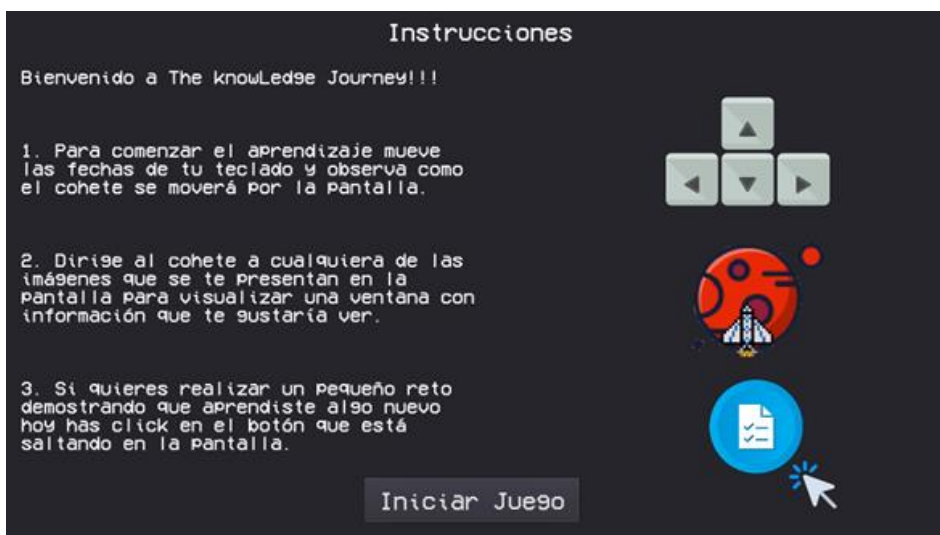 Instrucciones
Bienvenido a The knowLedge Journey!!!
1. Para comenzar el aprendizaje mueve
las fechas de tu teclado y observa como
el cohete se moverá por la pantalla.
2. Dirige al cohete a cualquiera de las
imágenes que se te presentan en la
pantalla para visualizar una ventana con
información que te gustaría ver.
3. Si quieres realizar un pequeño reto
demostrando que aprendiste algo nuevo
hoy has click en el botón que está
saltando en la pantalla.
Iniciar Juego